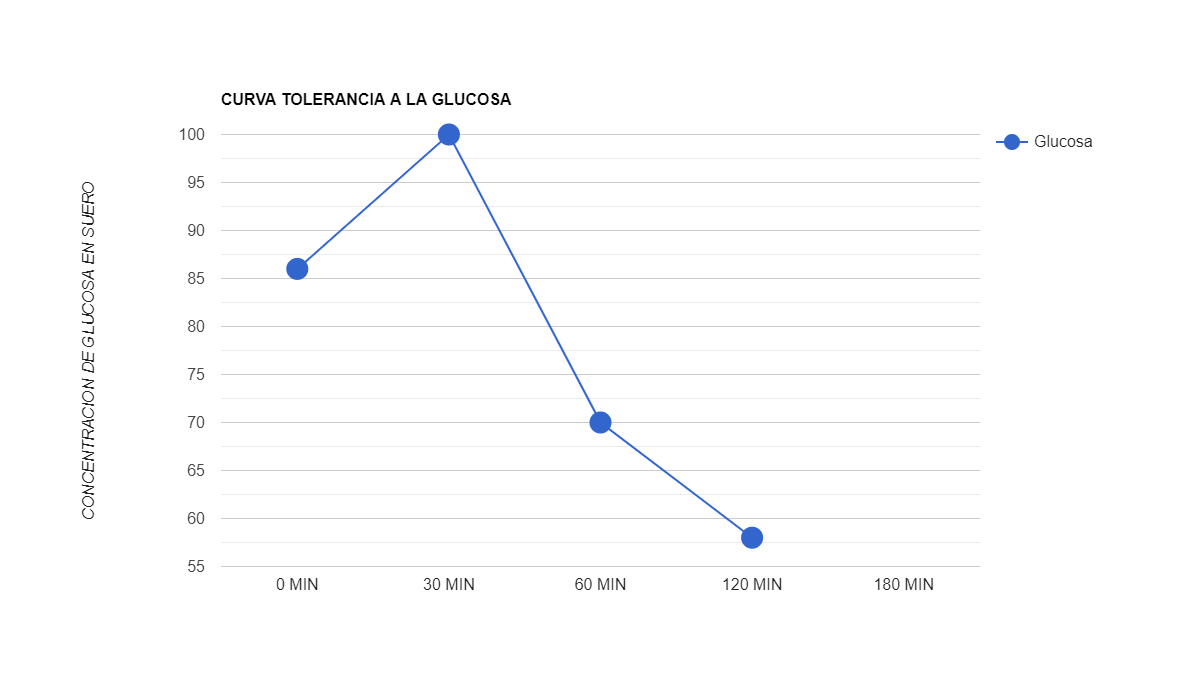 CURVA TOLERANCIA A LA GLUCOSA
Glucosa
CONCENTRACION DE GLUCOSA EN SUERO
100
95
90
85
80
75
70
65
60
55
0 MIN 30 MIN 60 MIN 120 MIN 180 MIN